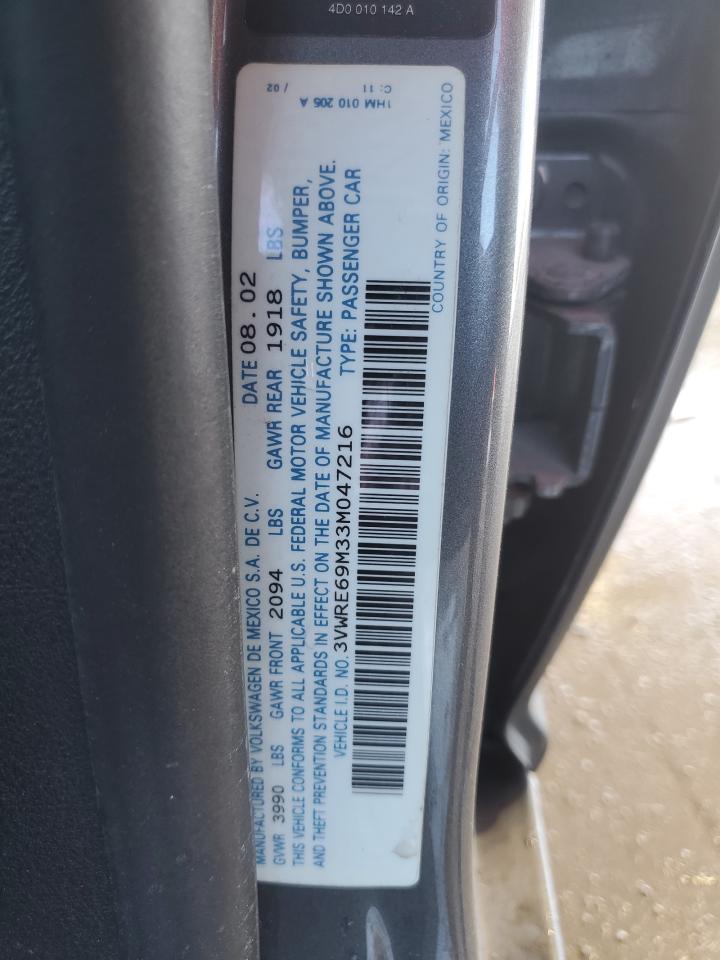 4D0 010 142 A
1HM 010 205 A
C: 11
/ 02
MANUFACTURED BY VOLKSWAGEN DE MEXICO S.A. DE C.V. DATE 08.02
GVWR 3990 LBS GAWR FRONT 2094 LBS GAWR REAR 1918 LBS
THIS VEHICLE CONFORMS TO ALL APPLICABLE U.S. FEDERAL MOTOR VEHICLE SAFETY, BUMPER,
AND THEFT PREVENTION STANDARDS IN EFFECT ON THE DATE OF MANUFACTURE SHOWN ABOVE.
VEHICLE I.D. NO. 3VWRE69M33M047216 TYPE: PASSENGER CAR
COUNTRY OF ORIGIN: MEXICO